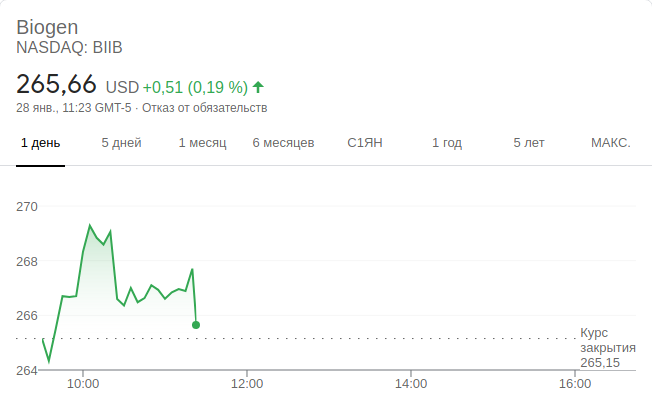 Biogen
NASDAQ: BIIB
265,66 USD +0,51 (0,19 %)
28 янв., 11:23 GMT-5 · Отказ от обязательств
1 день 5 дней 1 месяц 6 месяцев С1ЯН 1 год 5 лет МАКС.
270
268
266
264
Курс
закрытия
265,15
10:00 12:00 14:00 16:00